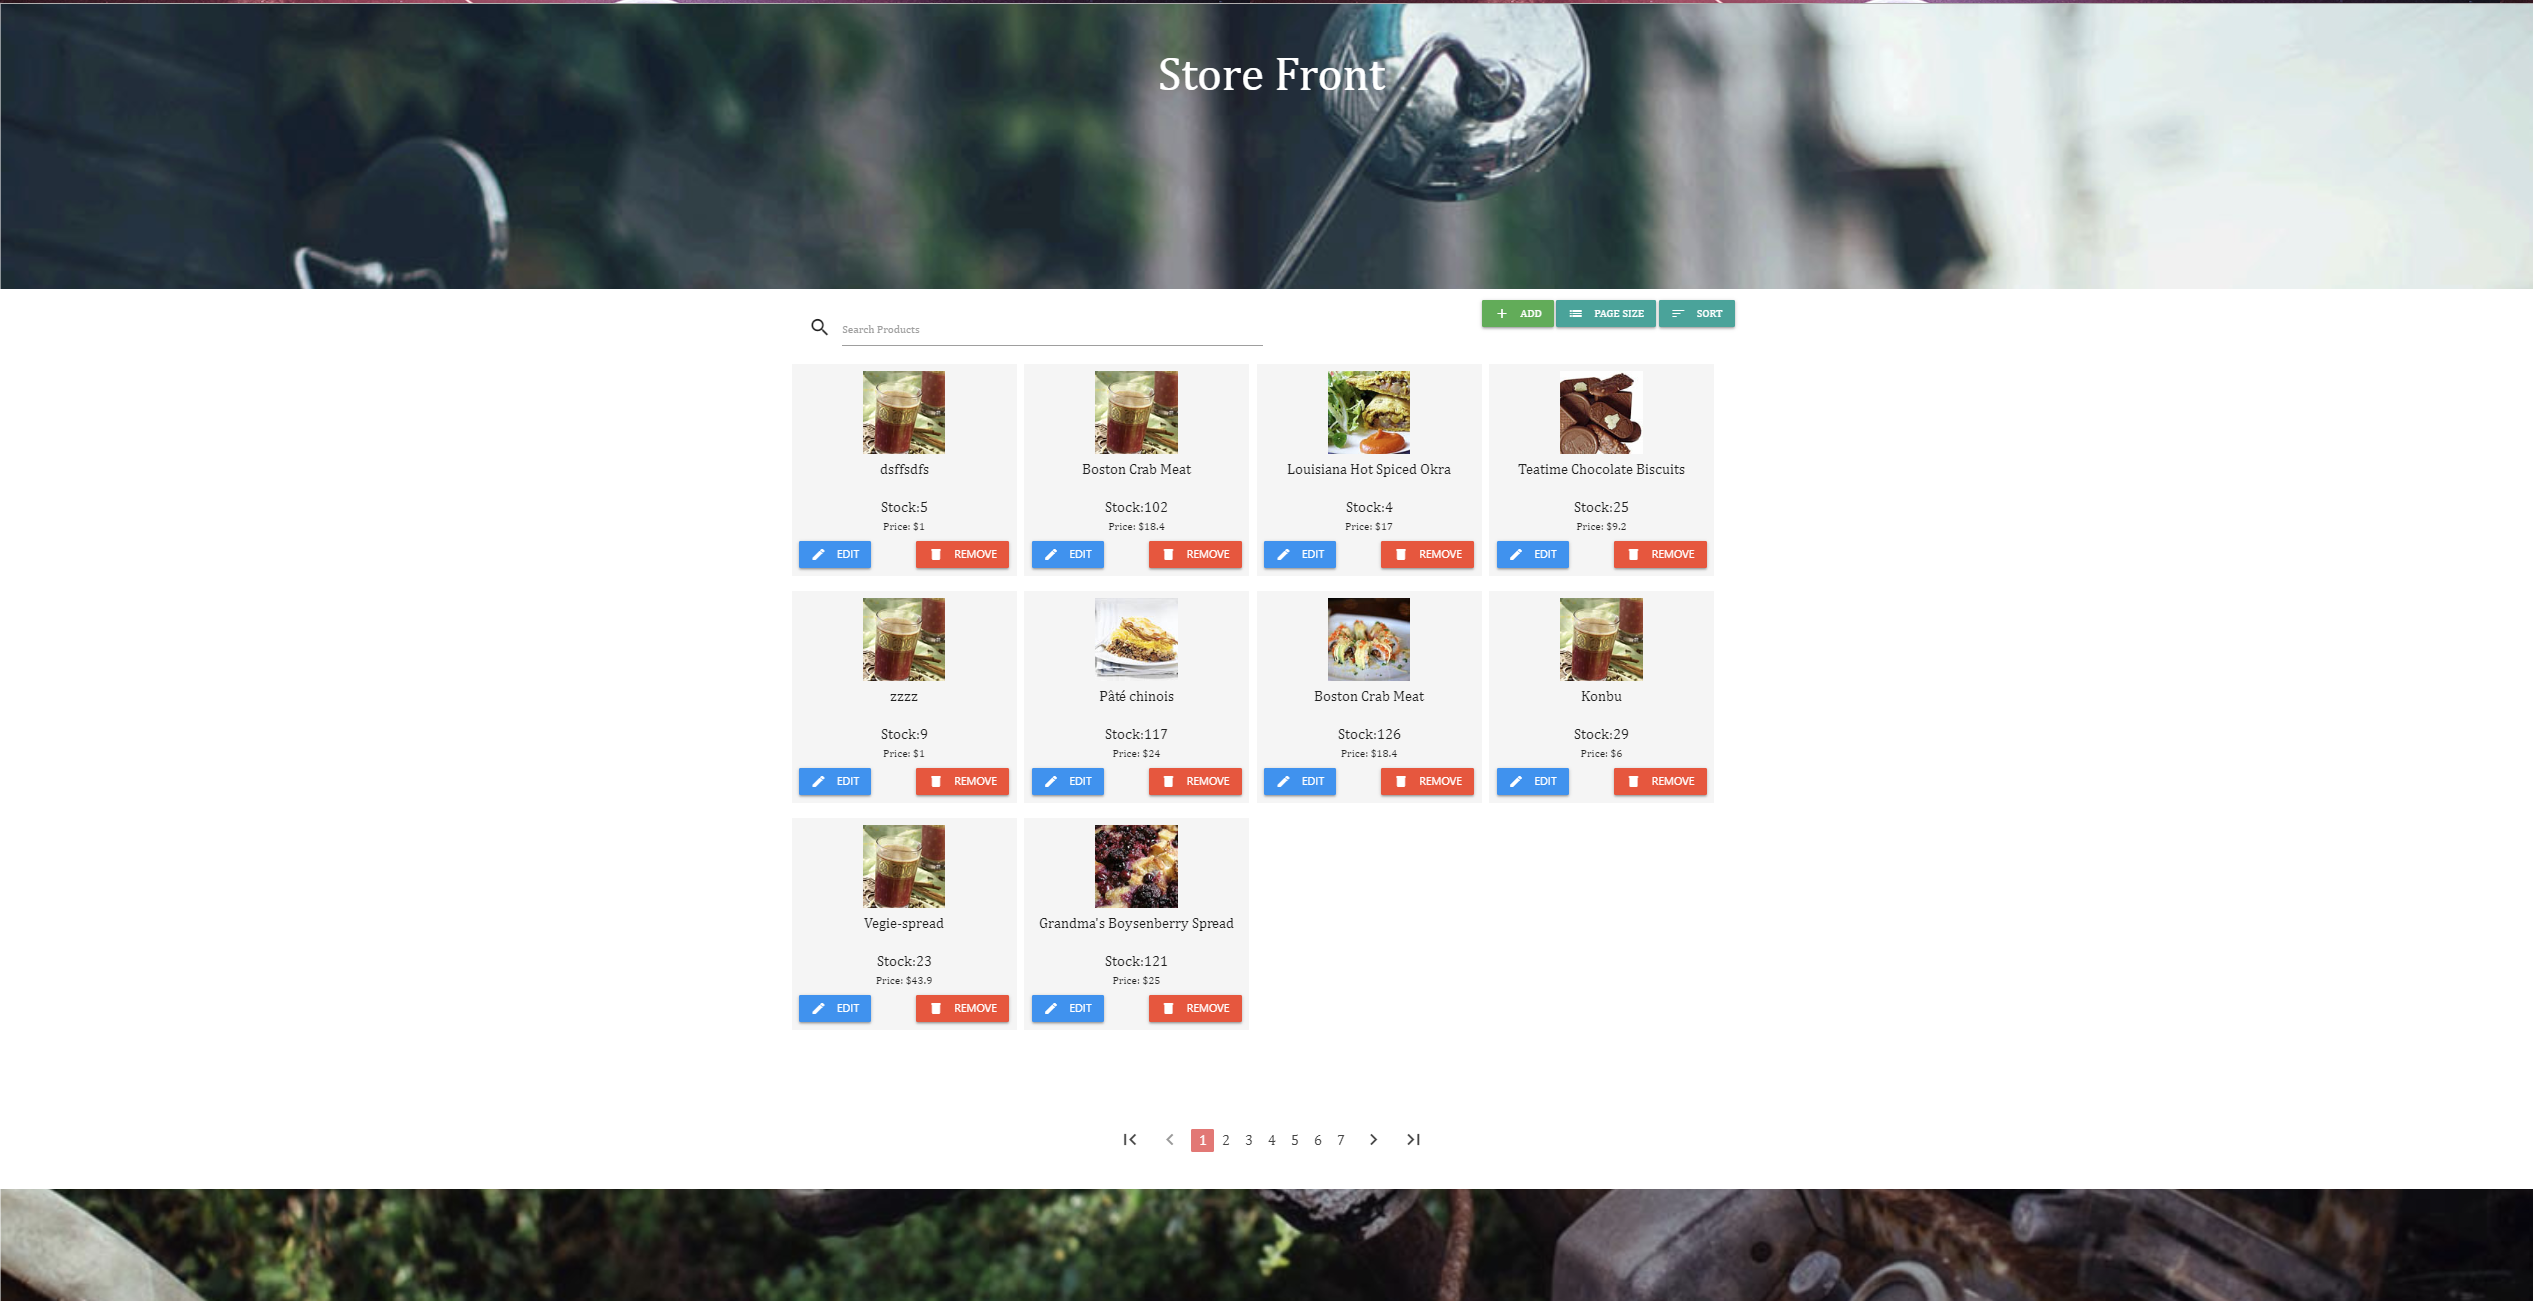 Store Front
Search Products
ADD PAGE SIZE SORT
dsffsdfs
Stock:5
Price: $1
EDIT REMOVE
Boston Crab Meat
Stock:102
Price: $18.4
EDIT REMOVE
Louisiana Hot Spiced Okra
Stock:4
Price: $17
EDIT REMOVE
Teatime Chocolate Biscuits
Stock:25
Price: $9.2
EDIT REMOVE
zzzz
Stock:9
Price: $1
EDIT REMOVE
Pâté chinois
Stock:117
Price: $24
EDIT REMOVE
Boston Crab Meat
Stock:126
Price: $18.4
EDIT REMOVE
Konbu
Stock:29
Price: $6
EDIT REMOVE
Vegie-spread
Stock:23
Price: $43.9
EDIT REMOVE
Grandma's Boysenberry Spread
Stock:121
Price: $25
EDIT REMOVE
1 2 3 4 5 6 7